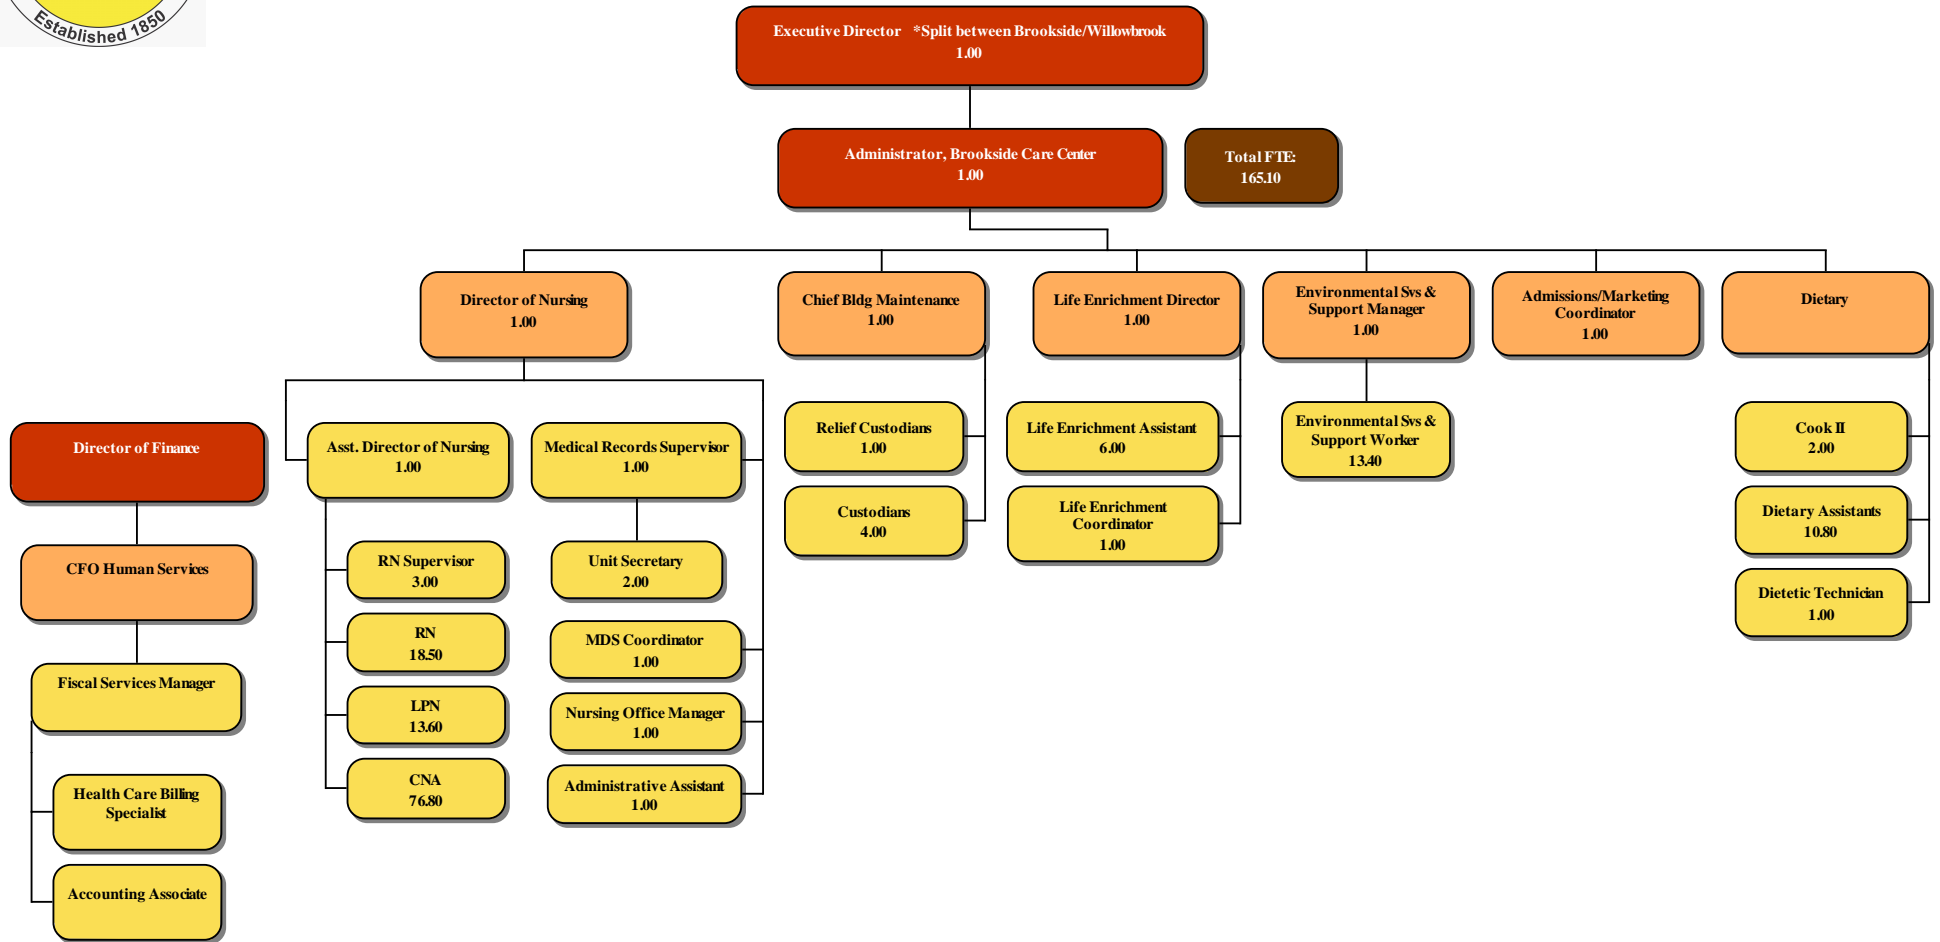 Established 1850
Executive Director *Split between Brookside/Willowbrook
1.00
Administrator, Brookside Care Center
1.00
Total FTE:
165.10
Director of Nursing
1.00
Chief Bldg Maintenance
1.00
Life Enrichment Director
1.00
Environmental Svs &
Support Manager
1.00
Admissions/Marketing
Coordinator
1.00
Dietary
Director of Finance
CFO Human Services
Fiscal Services Manager
Health Care Billing
Specialist
Accounting Associate
Asst. Director of Nursing
1.00
RN Supervisor
3.00
RN
18.50
LPN
13.60
CNA
76.80
Medical Records Supervisor
1.00
Unit Secretary
2.00
MDS Coordinator
1.00
Nursing Office Manager
1.00
Administrative Assistant
1.00
Relief Custodians
1.00
Custodians
4.00
Life Enrichment Assistant
6.00
Life Enrichment
Coordinator
1.00
Environmental Svs &
Support Worker
13.40
Cook II
2.00
Dietary Assistants
10.80
Dietetic Technician
1.00